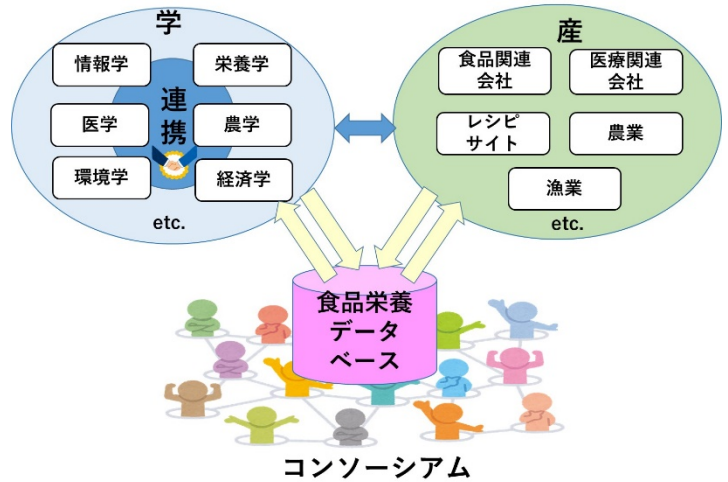 学
情報学
栄養学
連
携
医学
農学
環境学
経済学
etc.
産
食品関連
会社
医療関連
会社
レシピ
サイト
農業
漁業
etc.
食品栄養
データ
ベース
コンソーシアム